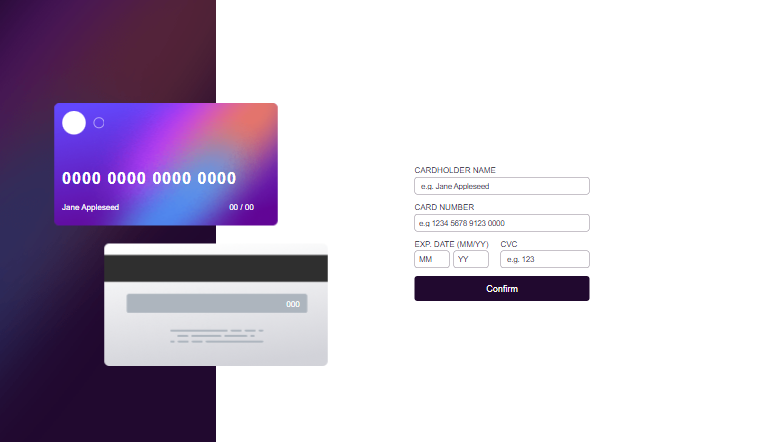 0000 0000 0000 0000
Jane Appleseed 00 / 00
000
CARDHOLDER NAME
e.g. Jane Appleseed
CARD NUMBER
e.g 1234 5678 9123 0000
EXP. DATE (MM/YY) CVC
MM YY e.g. 123
Confirm